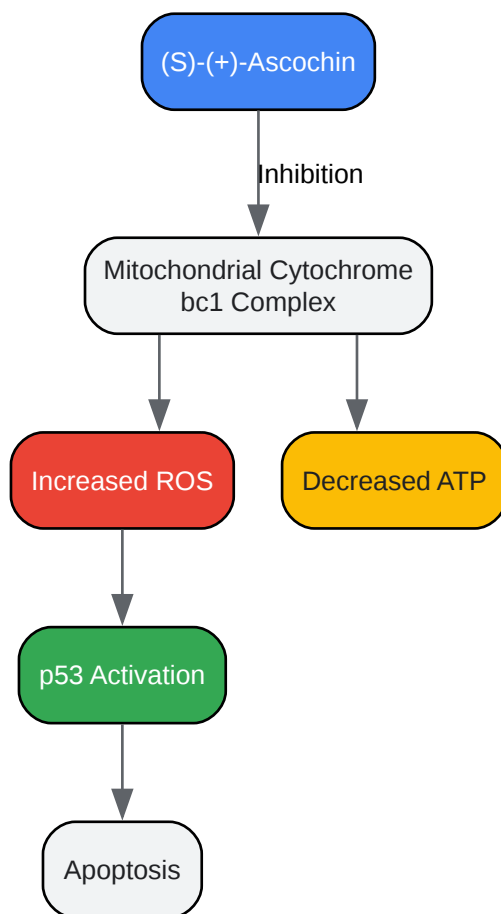 (S)-(+)-Ascochin
Inhibition
Mitochondrial Cytochrome
bc1 Complex
Increased ROS
Decreased ATP
p53 Activation
Apoptosis